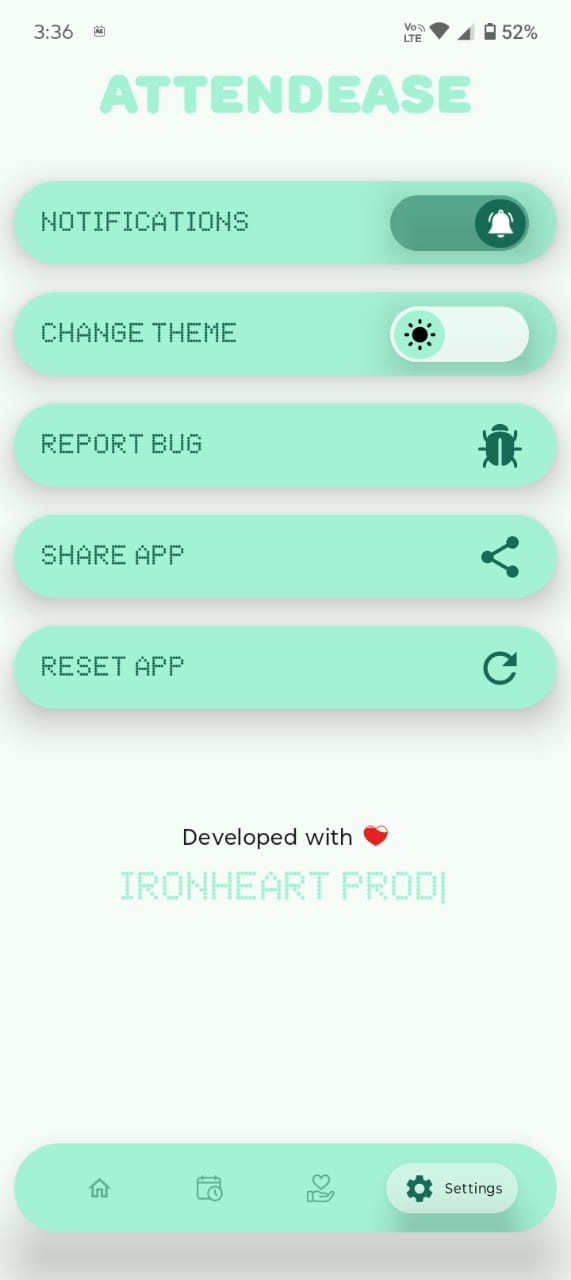 3:36
Vo
LTE
52%
ATTENDEASE
NOTIFICATIONS
CHANGE THEME
REPORT BUG
SHARE APP
RESET APP
Developed with ❤
IRONHEART PROD|
Settings